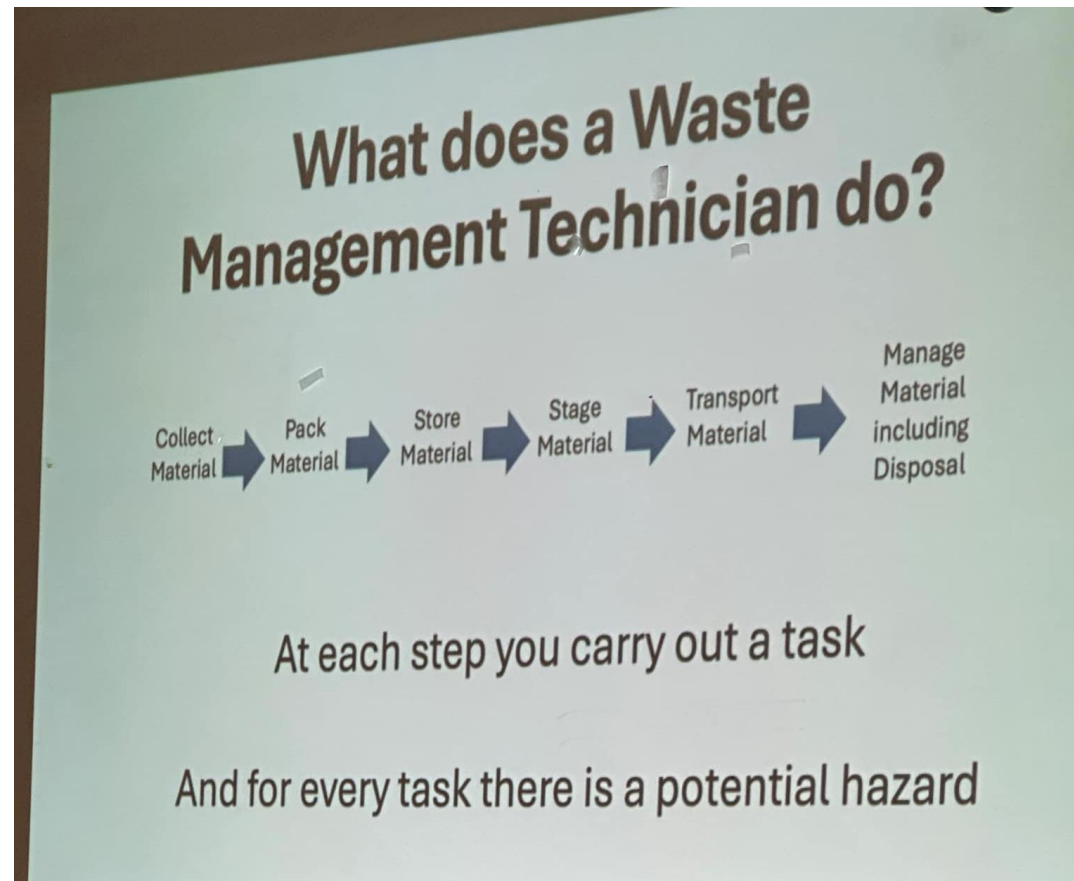 What does a Waste
Management Technician do?
Collect
Material
Pack
Material
Store
Material
Stage
Material
Transport
Material
Manage
Material
including
Disposal
At each step you carry out a task
And for every task there is a potential hazard